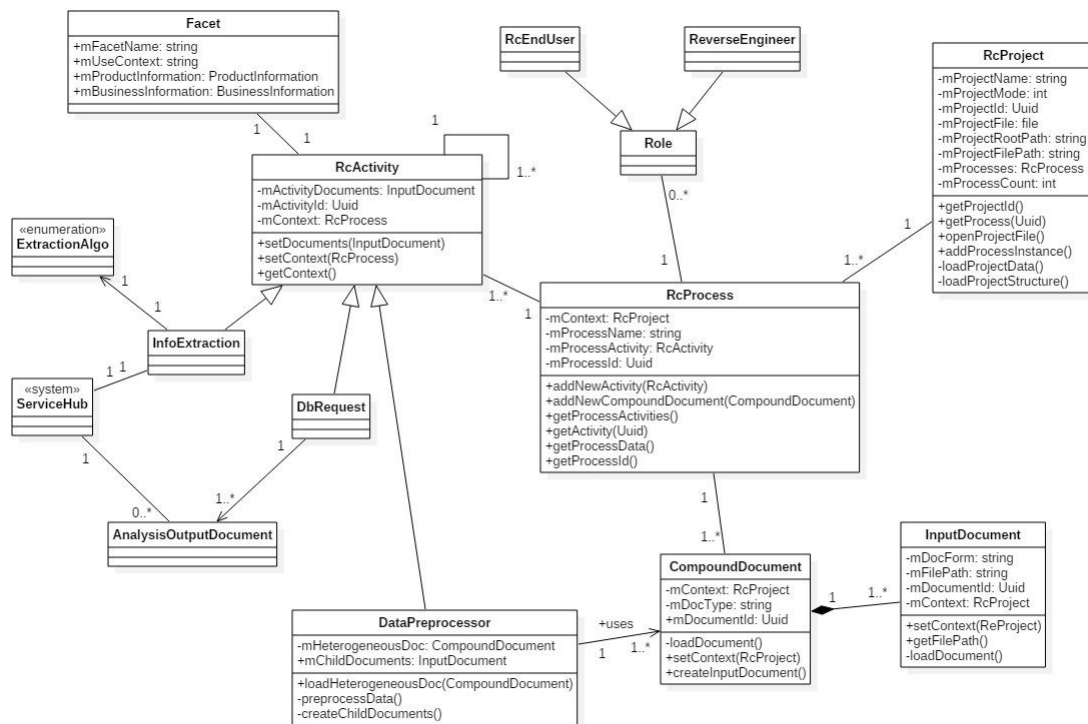 Facet
+mFacetName: string
+mUseContext: string
+mProductInformation: ProductInformation
+mBusinessInformation: BusinessInformation
1
1
RcEndUser
ReverseEngineer
Role
0..*
1
RcProject
-mProjectName: string
-mProjectMode: int
-mProjectId: Uuid
-mProjectFile: file
-mProjectRootPath: string
-mProjectFilePath: string
-mProcesses: RcProcess
-mProcessCount: int
+getProjectId()
+getProcess(Uuid)
+openProjectFile()
+addProcessInstance()
-loadProjectData()
-loadProjectStructure()
1
1..*
1
1..*
RcActivity
-mActivityDocuments: InputDocument
-mActivityId: Uuid
-mContext: RcProcess
+setDocuments(InputDocument)
+setContext(RcProcess)
+getContext()
1..*
1
«enumeration»
ExtractionAlgo
1
1
InfoExtraction
1
1
«system»
ServiceHub
1
0..*
DbRequest
1
1..*
AnalysisOutputDocument
RcProcess
-mContext: RcProject
-mProcessName: string
-mProcessActivity: RcActivity
-mProcessId: Uuid
+addNewActivity(RcActivity)
+addNewCompoundDocument(CompoundDocument)
+getProcessActivities()
+getActivity(Uuid)
+getProcessData()
+getProcessId()
1
1..*
CompoundDocument
-mContext: RcProject
-mDocType: string
+mDocumentId: Uuid
-loadDocument()
+setContext(RcProject)
+createInputDocument()
1
1..*
InputDocument
-mDocForm: string
-mFilePath: string
-mDocumentId: Uuid
-mContext: RcProject
+setContext(ReProject)
+getFilePath()
-loadDocument()
DataPreprocessor
-mHeterogeneousDoc: CompoundDocument
+mChildDocuments: InputDocument
+loadHeterogeneousDoc(CompoundDocument)
-preprocessData()
-createChildDocuments()
+uses
1
1..*